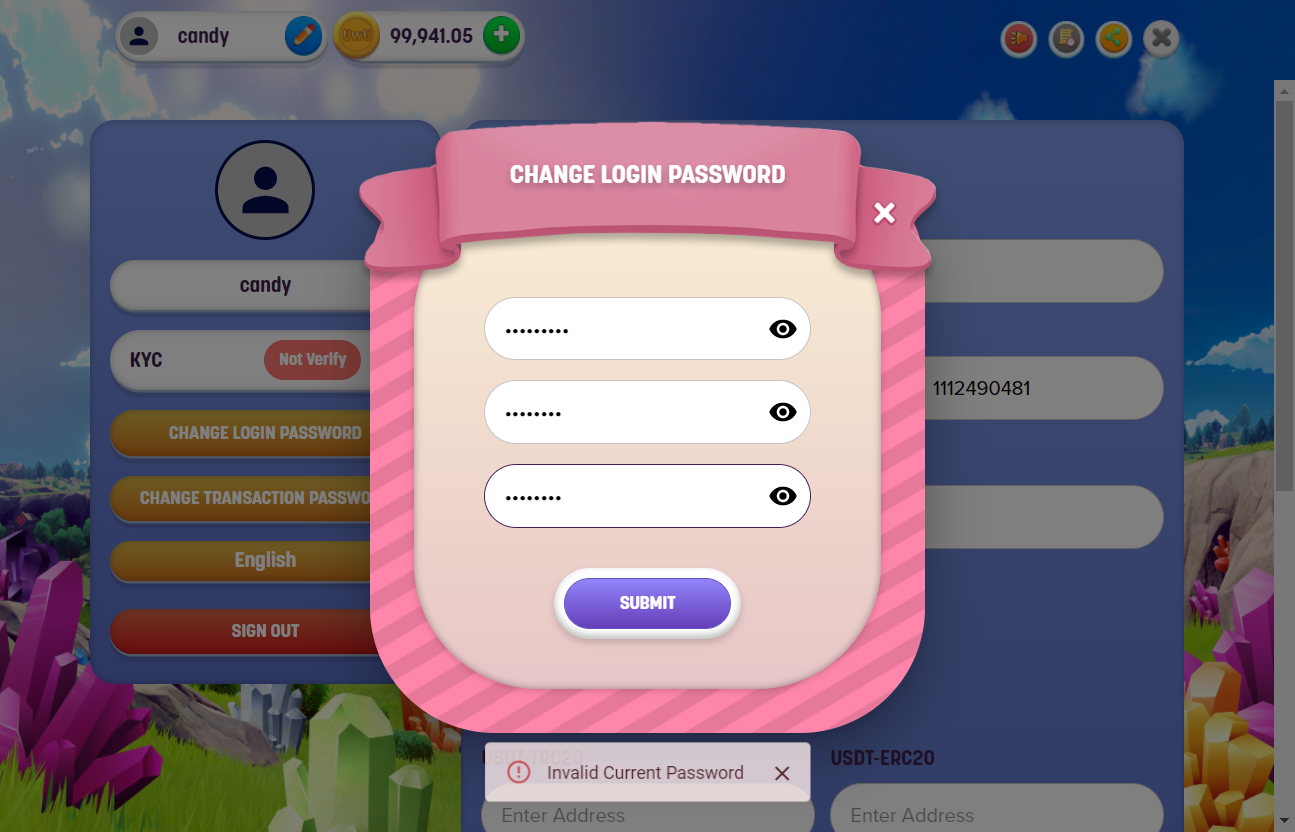 candy
UWU
99,941.05
CHANGE LOGIN PASSWORD
candy
KYC
Not Verify
1112490481
CHANGE LOGIN PASSWORD
CHANGE TRANSACTION PASSWO
English
SUBMIT
SIGN OUT
USDT-TRC20
USDT-ERC20
Invalid Current Password
Enter Address
Enter Address